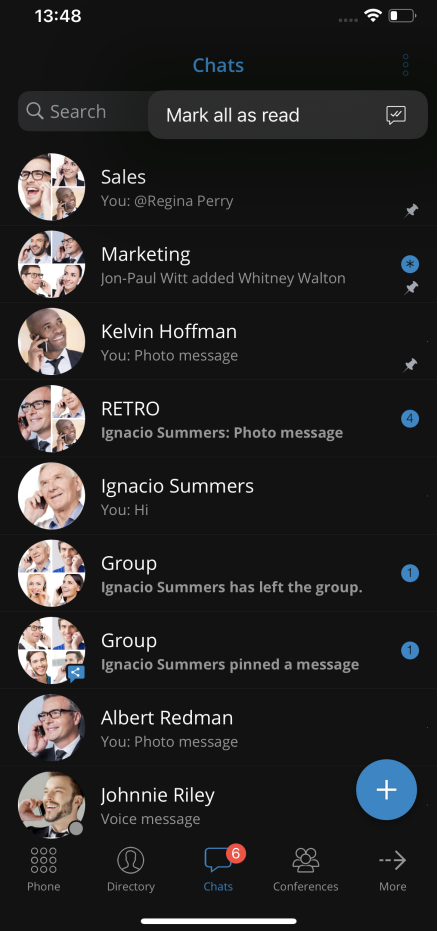 13:48
Chats
Search
Mark all as read
Sales
You: @Regina Perry
Marketing
Jon-Paul Witt added Whitney Walton
*
Kelvin Hoffman
You: Photo message
RETRO
Ignacio Summers: Photo message
4
Ignacio Summers
You: Hi
Group
Ignacio Summers has left the group.
1
Group
Ignacio Summers pinned a message
1
Albert Redman
You: Photo message
Johnnie Riley
Voice message
+
6
Phone
Directory
Chats
Conferences
More